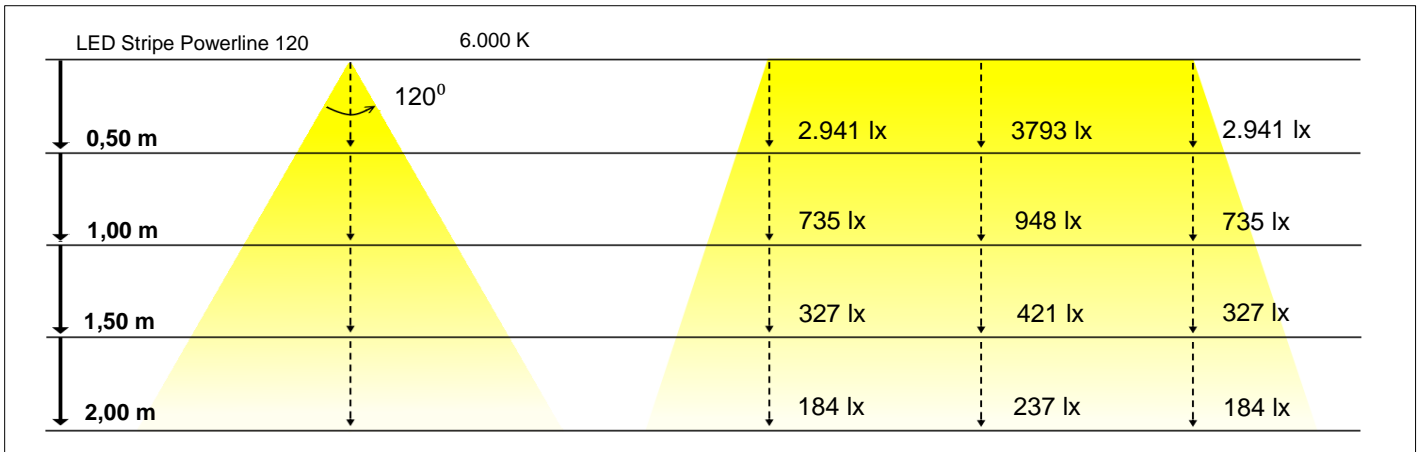 LED Stripe Powerline 120 6.000 K
120⁰
0,50 m 2.941 lx 3793 lx 2.941 lx
1,00 m 735 lx 948 lx 735 lx
1,50 m 327 lx 421 lx 327 lx
2,00 m 184 lx 237 lx 184 lx